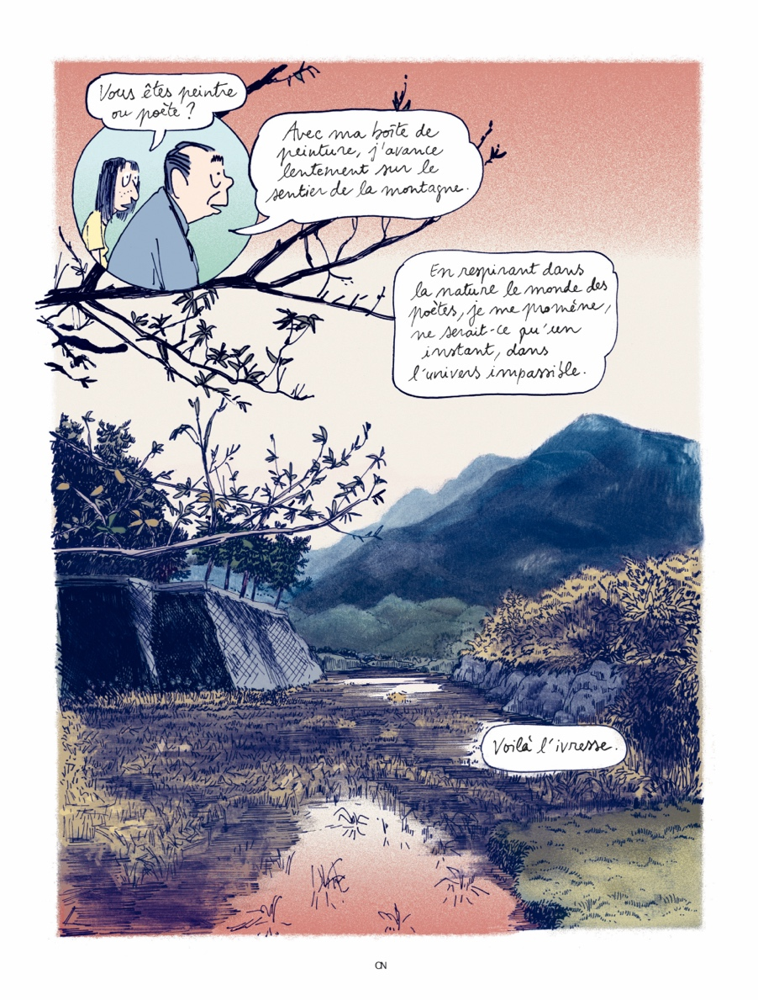 Vous êtes peintre
ou poète ?
Avec ma boîte de
peinture, j'avance
lentement sur le
sentier de la montagne.
En respirant dans
la nature le monde des
poètes, je me promène,
ne serait-ce qu'un
instant, dans
l'univers impassible.
Voilà l'ivresse.